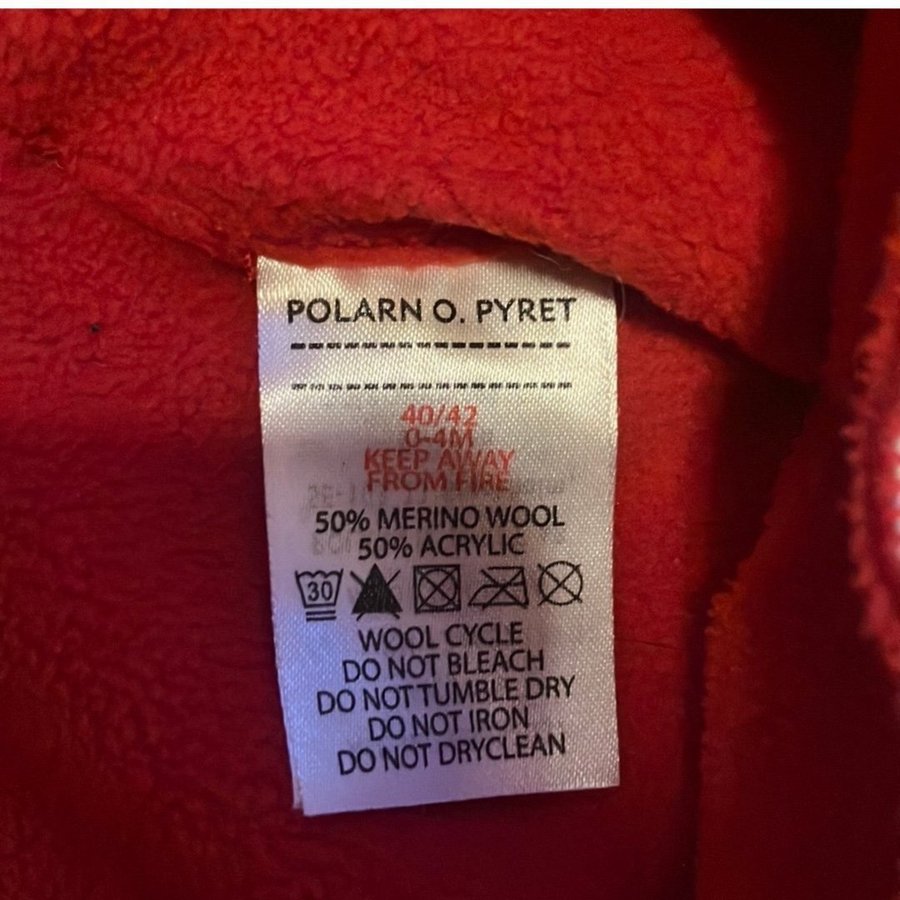 POLARN O. PYRET
40/42
0-4M
KEEP AWAY
FROM FIRE
50% MERINO WOOL
50% ACRYLIC
30
WOOL CYCLE
DO NOT BLEACH
DO NOT TUMBLE DRY
DO NOT IRON
DO NOT DRYCLEAN